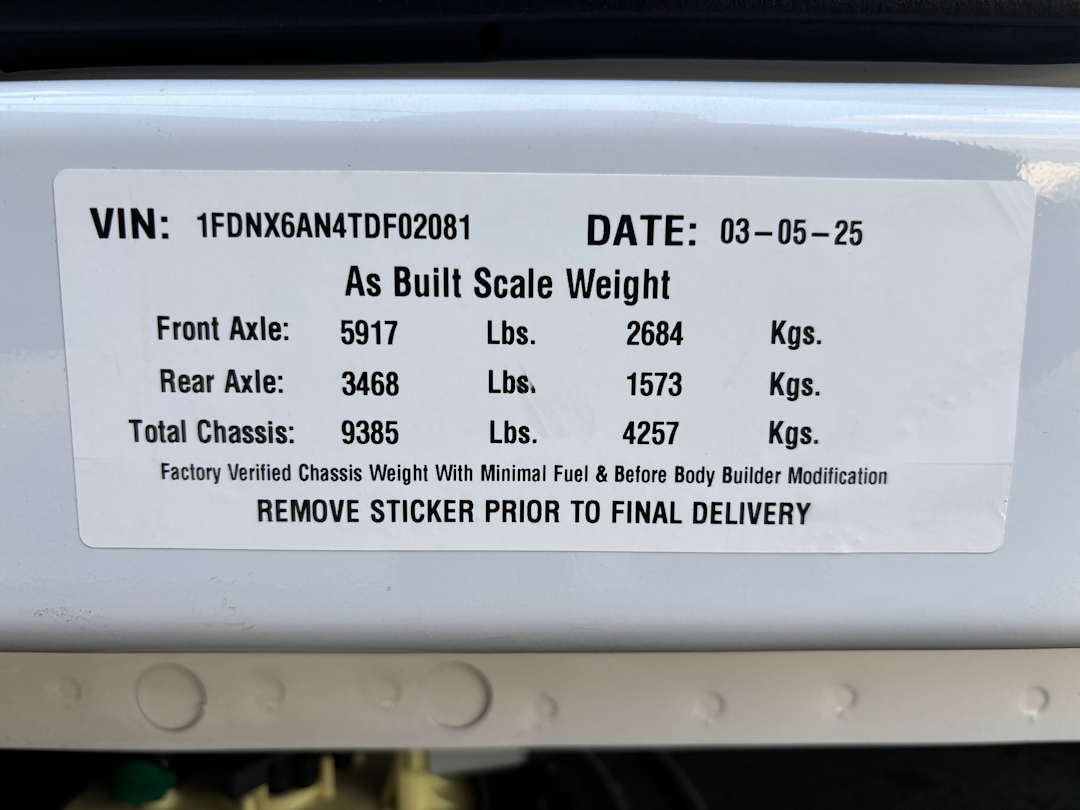 VIN: 1FDNX6AN4TDF02081 DATE: 03-05-25
As Built Scale Weight
Front Axle: 5917 Lbs. 2684 Kgs.
Rear Axle: 3468 Lbs. 1573 Kgs.
Total Chassis: 9385 Lbs. 4257 Kgs.
Factory Verified Chassis Weight With Minimal Fuel & Before Body Builder Modification
REMOVE STICKER PRIOR TO FINAL DELIVERY